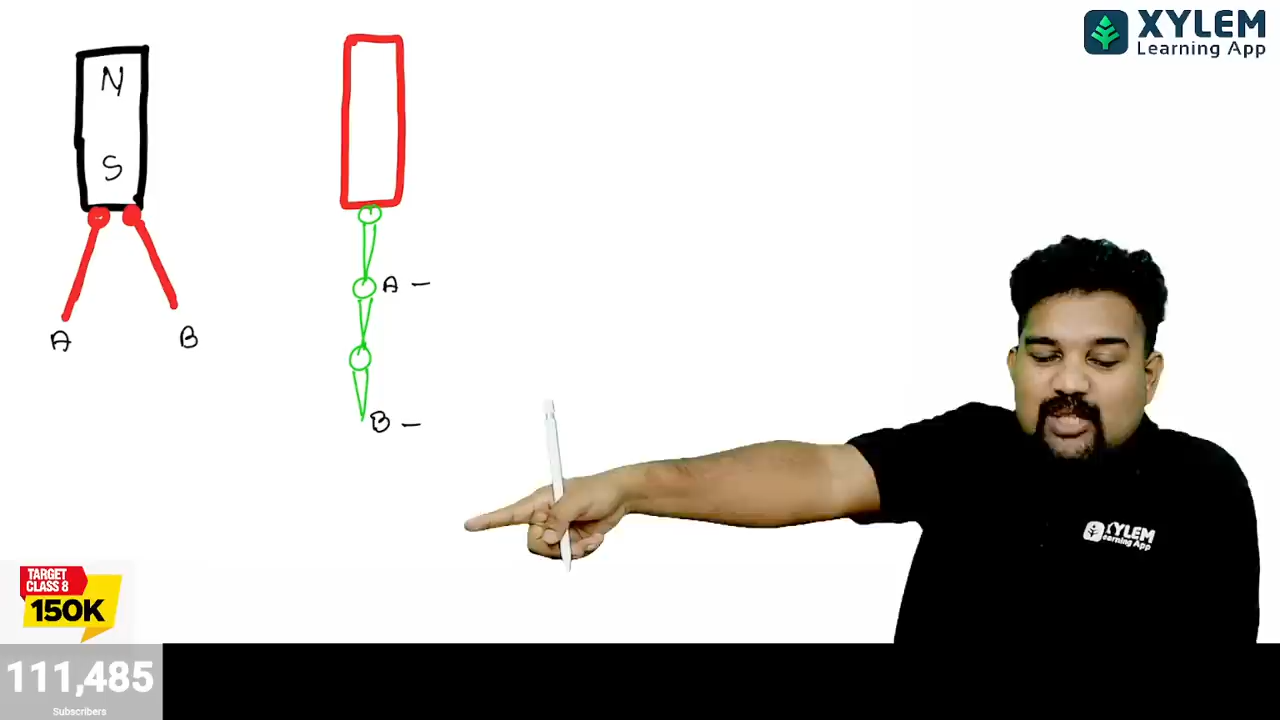 XYLEM
Learning App
N
S
A
B
A -
B -
XYLEM
Learning App
TARGET
CLASS 8
150K
111,485
Subscribers